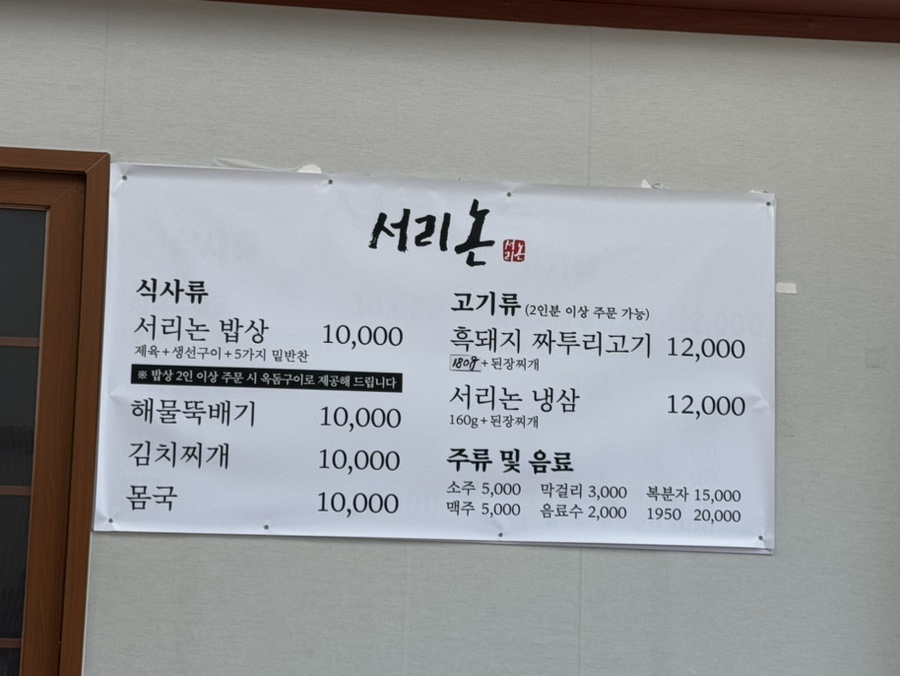 서리논
서리논
식사류
서리논 밥상 10,000
제육+생선구이+5가지 밑반찬
※ 밥상 2인 이상 주문 시 옥돔구이로 제공해 드립니다
해물뚝배기 10,000
김치찌개 10,000
몸국 10,000
고기류 (2인분 이상 주문 가능)
흑돼지 짜투리고기 12,000
180g+된장찌개
서리논 냉삼 12,000
160g+된장찌개
주류 및 음료
소주 5,000 막걸리 3,000 복분자 15,000
맥주 5,000 음료수 2,000 1950 20,000